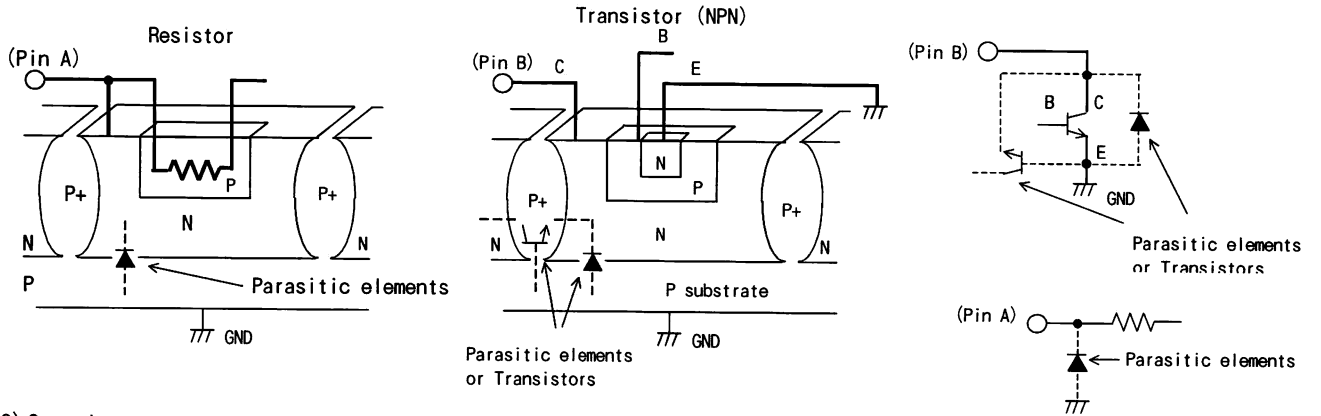 Resistor
(Pin A)
P+
P
P+
N
N
N
P
Parasitic elements
GND
Transistor (NPN)
B
(Pin B)
C
E
N
P
P+
P+
N
N
N
P substrate
GND
Parasitic elements
or Transistors
(Pin B)
B
C
E
GND
Parasitic elements
or Transistors
(Pin A)
Parasitic elements